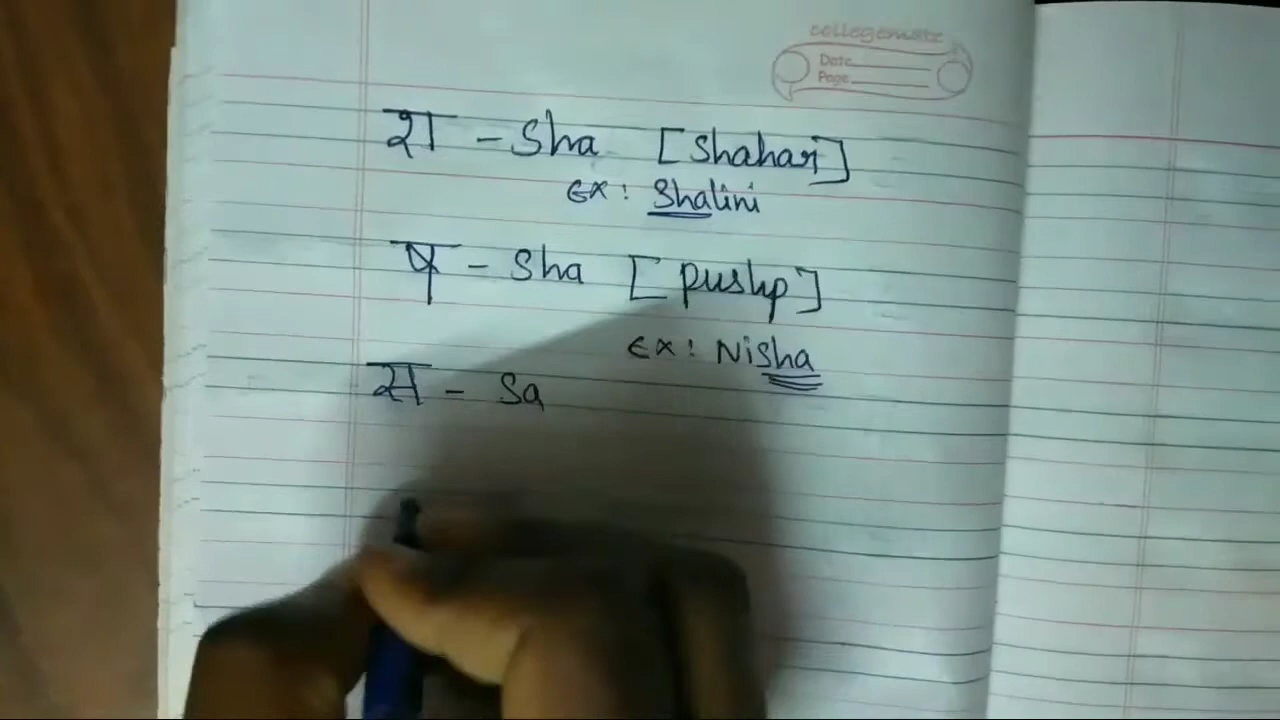 collegemate
Date
Page
श - Sha [Shahar]
Ex: Shalini
ष - Sha [pushp]
Ex: Nisha
स - Sa